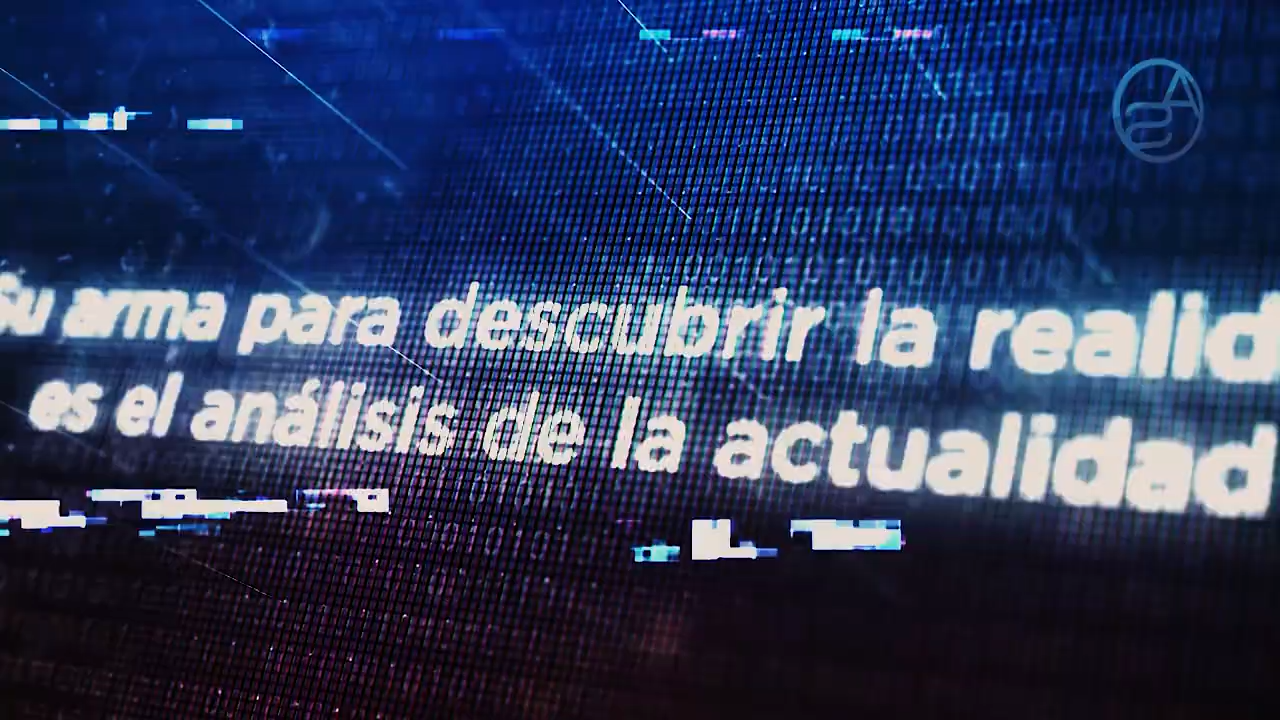 Su arma para descubrir la realid
es el análisis de la actualidad